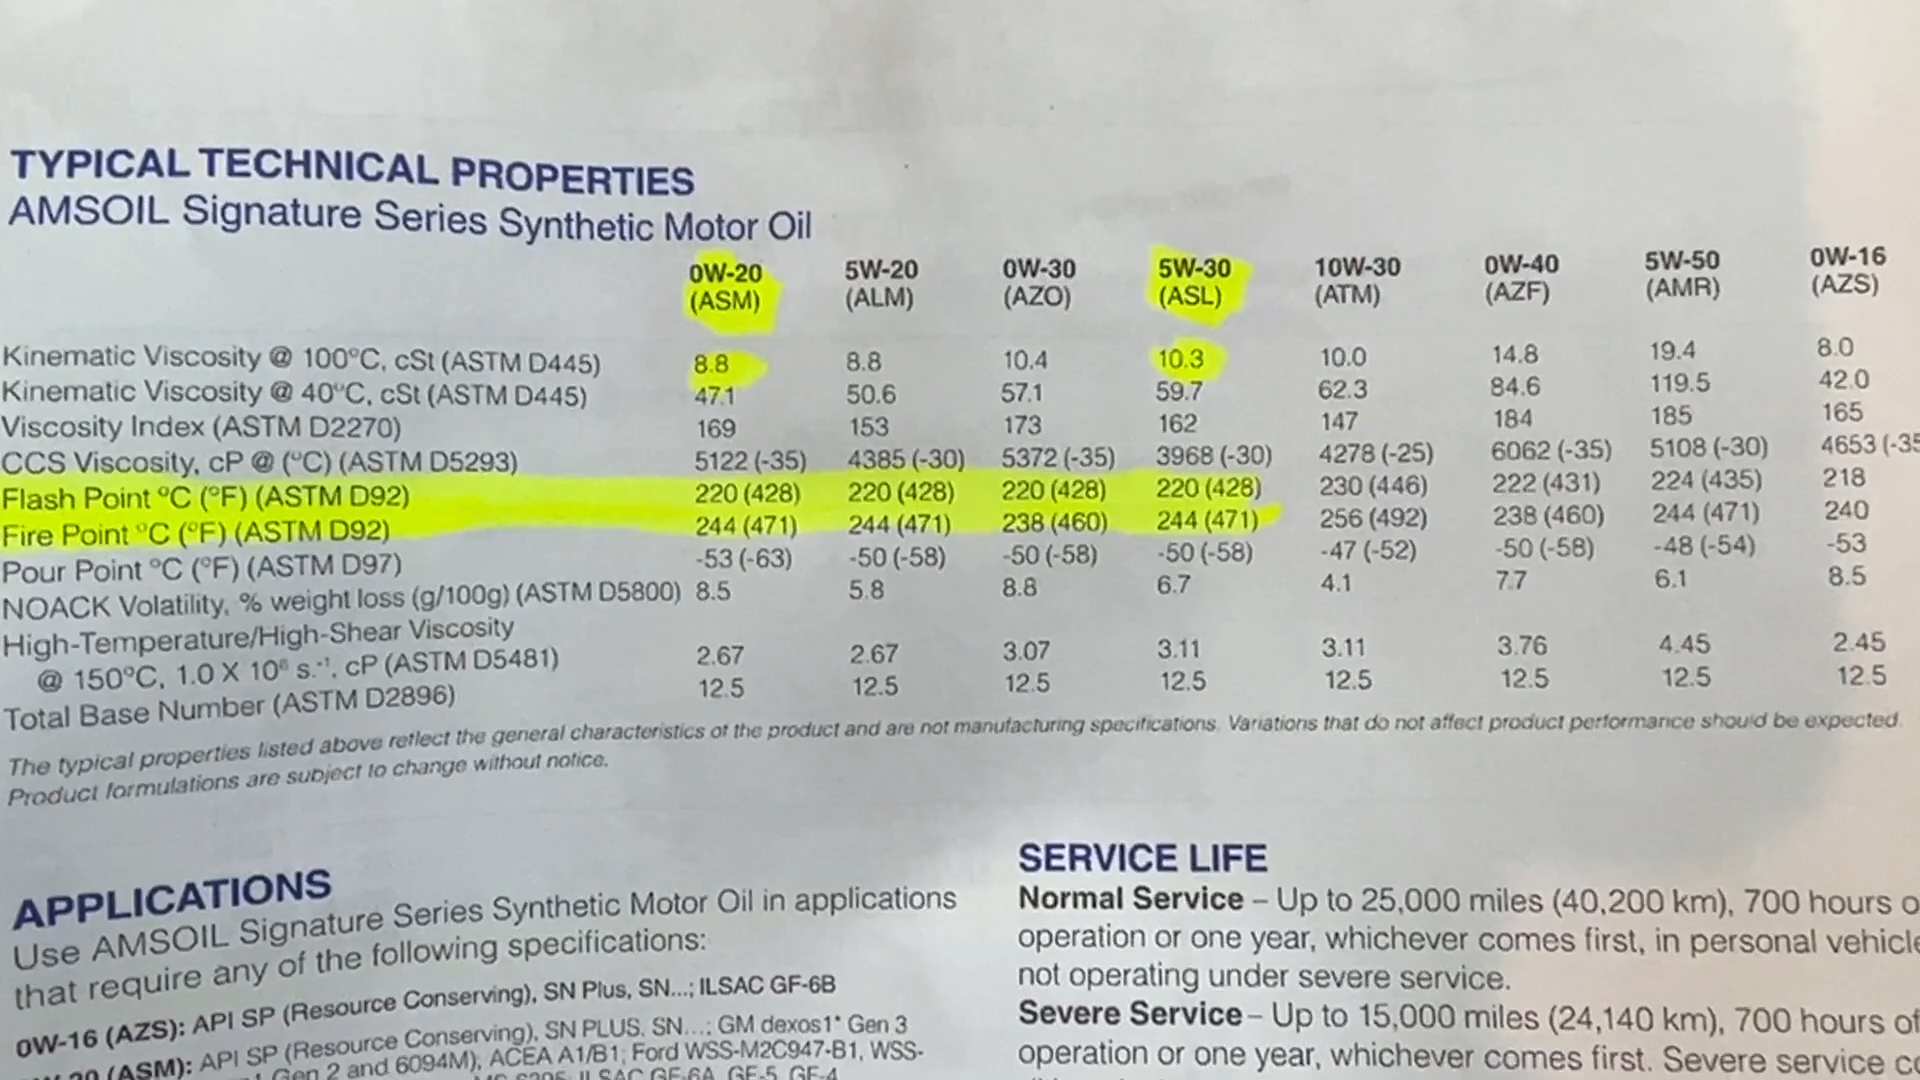 TYPICAL TECHNICAL PROPERTIES
AMSOIL Signature Series Synthetic Motor Oil
0W-20 5W-20 0W-30 5W-30 10W-30 0W-40 5W-50 0W-16
(ASM) (ALM) (AZO) (ASL) (ATM) (AZF) (AMR) (AZS)
Kinematic Viscosity @ 100°C, cSt (ASTM D445) 8.8 8.8 10.4 10.3 10.0 14.8 19.4 8.0
Kinematic Viscosity @ 40°C, cSt (ASTM D445) 47.1 50.6 57.1 59.7 62.3 84.6 119.5 42.0
Viscosity Index (ASTM D2270) 169 153 173 162 147 184 185 165
CCS Viscosity, cP @ (°C) (ASTM D5293) 5122 (-35) 4385 (-30) 5372 (-35) 3968 (-30) 4278 (-25) 6062 (-35) 5108 (-30) 4653 (-35
Flash Point °C (°F) (ASTM D92) 220 (428) 220 (428) 220 (428) 220 (428) 230 (446) 222 (431) 224 (435) 218
Fire Point °C (°F) (ASTM D92) 244 (471) 244 (471) 238 (460) 244 (471) 256 (492) 238 (460) 244 (471) 240
Pour Point °C (°F) (ASTM D97) -53 (-63) -50 (-58) -50 (-58) -50 (-58) -47 (-52) -50 (-58) -48 (-54) -53
NOACK Volatility, % weight loss (g/100g) (ASTM D5800) 8.5 5.8 8.8 6.7 4.1 7.7 6.1 8.5
High-Temperature/High-Shear Viscosity
@ 150°C, 1.0 X 10⁶ s.⁻¹, cP (ASTM D5481) 2.67 2.67 3.07 3.11 3.11 3.76 4.45 2.45
Total Base Number (ASTM D2896) 12.5 12.5 12.5 12.5 12.5 12.5 12.5 12.5
The typical properties listed above reflect the general characteristics of the product and are not manufacturing specifications. Variations that do not affect product performance should be expected.
Product formulations are subject to change without notice.
APPLICATIONS
Use AMSOIL Signature Series Synthetic Motor Oil in applications
that require any of the following specifications:
0W-16 (AZS): API SP (Resource Conserving), SN Plus, SN...; ILSAC GF-6B
(ASM): API SP (Resource Conserving), SN PLUS, SN...; GM dexos1* Gen 3
Gen 2 and 6094M), ACEA A1/B1; Ford WSS-M2C947-B1, WSS-
ILSAC GF-6A, GF-5, GF-4
SERVICE LIFE
Normal Service – Up to 25,000 miles (40,200 km), 700 hours o
operation or one year, whichever comes first, in personal vehicle
not operating under severe service.
Severe Service – Up to 15,000 miles (24,140 km), 700 hours of
operation or one year, whichever comes first. Severe service co